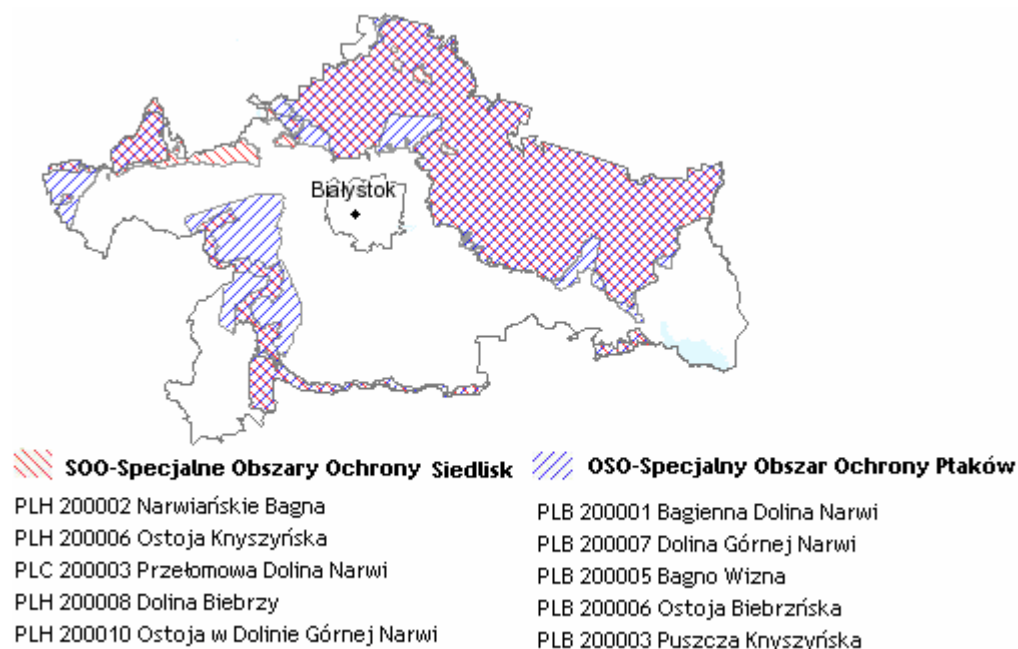 Białystok
SOO-Specjalne Obszary Ochrony Siedlisk
PLH 200002 Narwiańskie Bagna
PLH 200006 Ostoja Knyszyńska
PLC 200003 Przełomowa Dolina Narwi
PLH 200008 Dolina Biebrzy
PLH 200010 Ostoja w Dolinie Górnej Narwi
OSO-Specjalny Obszar Ochrony Ptaków
PLB 200001 Bagienna Dolina Narwi
PLB 200007 Dolina Górnej Narwi
PLB 200005 Bagno Wizna
PLB 200006 Ostoja Biebrzńska
PLB 200003 Puszcza Knyszyńska